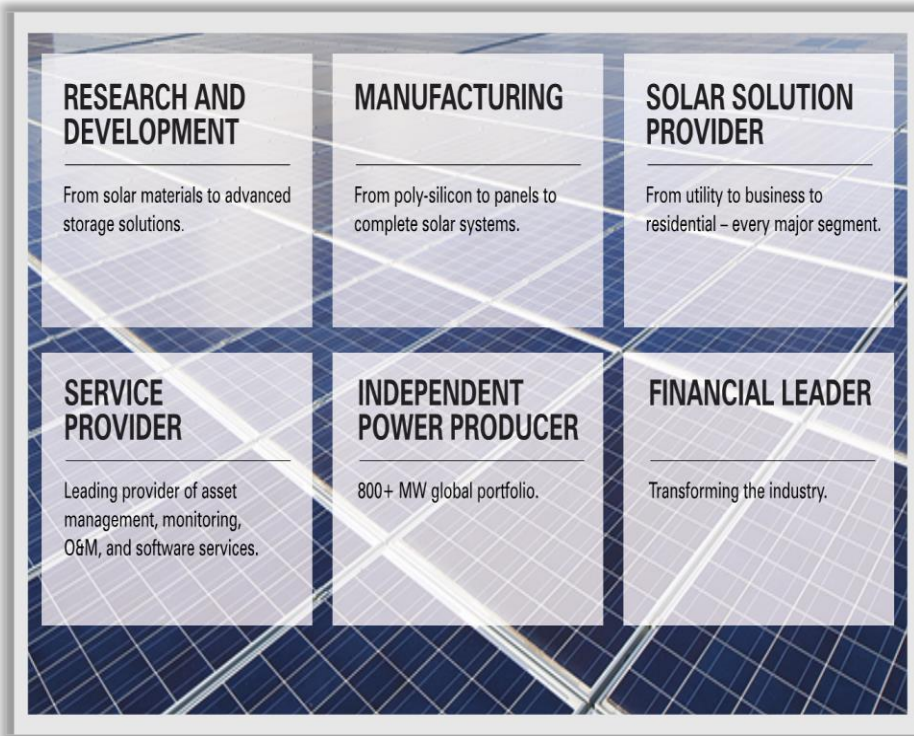 RESEARCH AND
DEVELOPMENT
From solar materials to advanced
storage solutions.
MANUFACTURING
From poly-silicon to panels to
complete solar systems.
SOLAR SOLUTION
PROVIDER
From utility to business to
residential – every major segment.
SERVICE
PROVIDER
Leading provider of asset
management, monitoring,
O&M, and software services.
INDEPENDENT
POWER PRODUCER
800+ MW global portfolio.
FINANCIAL LEADER
Transforming the industry.